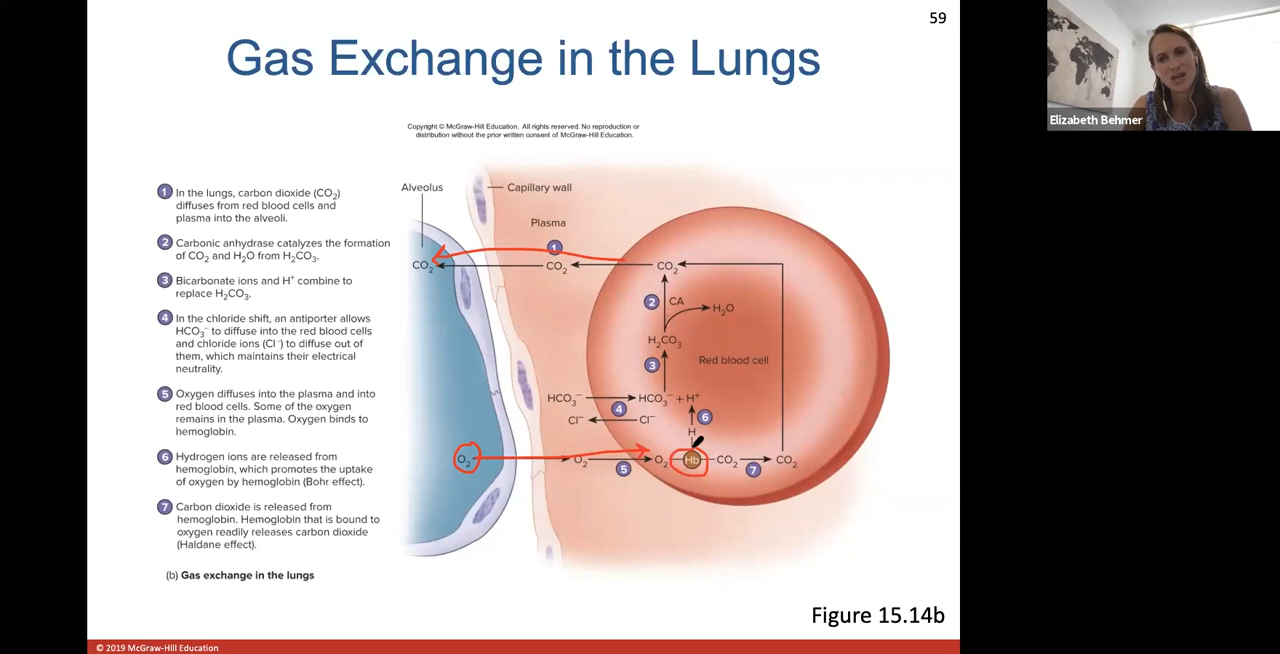 59
Gas Exchange in the Lungs
Elizabeth Behmer
Copyright © McGraw-Hill Education. All rights reserved. No reproduction or
distribution without the prior written consent of McGraw-Hill Education.
1 In the lungs, carbon dioxide (CO₂)
diffuses from red blood cells and
plasma into the alveoli.
2 Carbonic anhydrase catalyzes the formation
of CO₂ and H₂O from H₂CO₃.
3 Bicarbonate ions and H⁺ combine to
replace H₂CO₃.
4 In the chloride shift, an antiporter allows
HCO₃⁻ to diffuse into the red blood cells
and chloride ions (Cl⁻) to diffuse out of
them, which maintains their electrical
neutrality.
5 Oxygen diffuses into the plasma and into
red blood cells. Some of the oxygen
remains in the plasma. Oxygen binds to
hemoglobin.
6 Hydrogen ions are released from
hemoglobin, which promotes the uptake
of oxygen by hemoglobin (Bohr effect).
7 Carbon dioxide is released from
hemoglobin. Hemoglobin that is bound to
oxygen readily releases carbon dioxide
(Haldane effect).
(b) Gas exchange in the lungs
Alveolus
Capillary wall
Plasma
1
CO₂ CO₂ CO₂
2 CA H₂O
H₂CO₃
3 Red blood cell
HCO₃⁻ HCO₃⁻ + H⁺
4 6
Cl⁻ Cl⁻
H
O₂ O₂ O₂ Hb CO₂ CO₂
5 7
Figure 15.14b
© 2019 McGraw-Hill Education